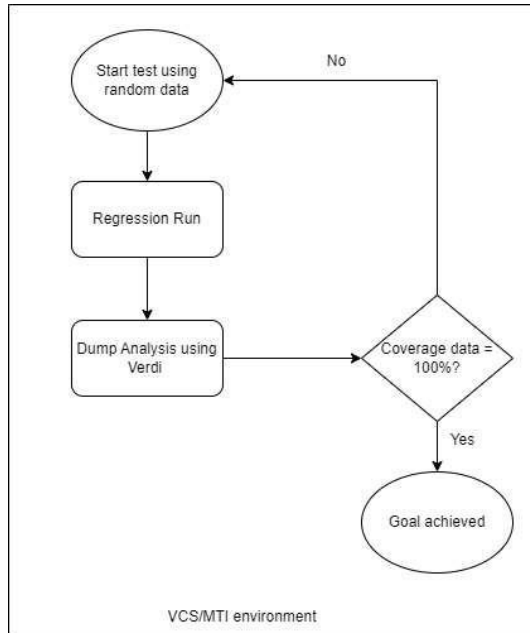 Start test using
random data
No
Regression Run
Dump Analysis using
Verdi
Coverage data =
100%?
Yes
Goal achieved
VCS/MTI environment